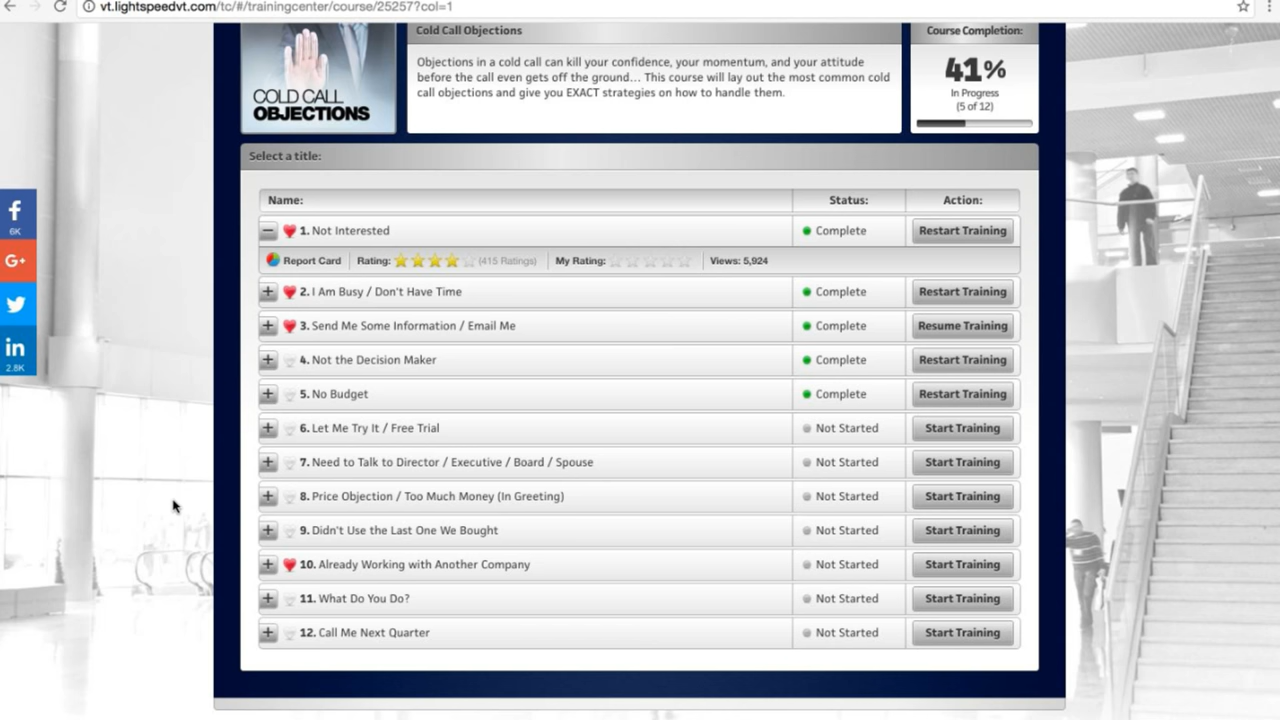 vt.lightspeedvt.com/tc/#/trainingcenter/course/25257?col=1
COLD CALL
OBJECTIONS
Cold Call Objections
Objections in a cold call can kill your confidence, your momentum, and your attitude
before the call even gets off the ground... This course will lay out the most common cold
call objections and give you EXACT strategies on how to handle them.
Course Completion:
41%
In Progress
(5 of 12)
Select a title:
Name: Status: Action:
1. Not Interested Complete Restart Training
Report Card Rating: (415 Ratings) My Rating: Views: 5,924
2. I Am Busy / Don't Have Time Complete Restart Training
3. Send Me Some Information / Email Me Complete Resume Training
4. Not the Decision Maker Complete Restart Training
5. No Budget Complete Restart Training
6. Let Me Try It / Free Trial Not Started Start Training
7. Need to Talk to Director / Executive / Board / Spouse Not Started Start Training
8. Price Objection / Too Much Money (In Greeting) Not Started Start Training
9. Didn't Use the Last One We Bought Not Started Start Training
10. Already Working with Another Company Not Started Start Training
11. What Do You Do? Not Started Start Training
12. Call Me Next Quarter Not Started Start Training
f
6K
G+
in
2.8K